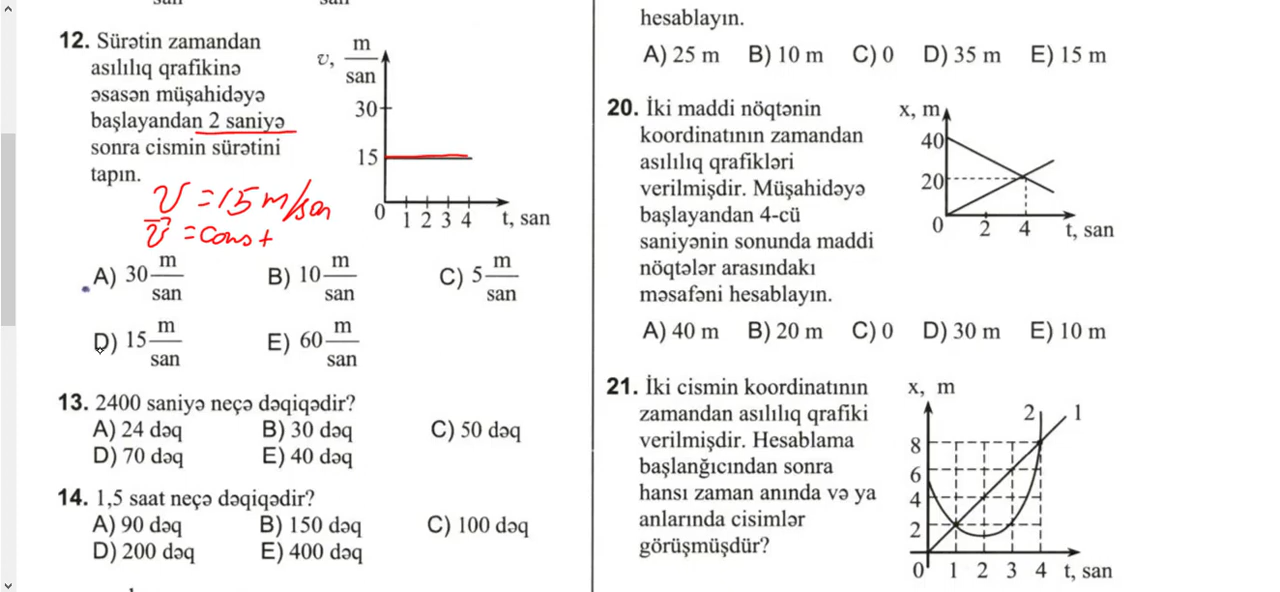 12. Sürətin zamandan
asılılıq qrafikinə
əsasən müşahidəyə
başlayandan 2 saniyə
sonra cismin sürətini
tapın.
υ, m/san
30
15
0 1 2 3 4 t, san
υ = 15 m/san
υ⃗ = const
A) 30 m/san B) 10 m/san C) 5 m/san
D) 15 m/san E) 60 m/san
13. 2400 saniyə neçə dəqiqədir?
A) 24 dəq B) 30 dəq C) 50 dəq
D) 70 dəq E) 40 dəq
14. 1,5 saat neçə dəqiqədir?
A) 90 dəq B) 150 dəq C) 100 dəq
D) 200 dəq E) 400 dəq
hesablayın.
A) 25 m B) 10 m C) 0 D) 35 m E) 15 m
20. İki maddi nöqtənin
koordinatının zamandan
asılılıq qrafikləri
verilmişdir. Müşahidəyə
başlayandan 4-cü
saniyənin sonunda maddi
nöqtələr arasındakı
məsafəni hesablayın.
x, m
40
20
0 2 4 t, san
A) 40 m B) 20 m C) 0 D) 30 m E) 10 m
21. İki cismin koordinatının
zamandan asılılıq qrafiki
verilmişdir. Hesablama
başlanğıcından sonra
hansı zaman anında və ya
anlarında cisimlər
görüşmüşdür?
x, m
2 1
8
6
4
2
0 1 2 3 4 t, san